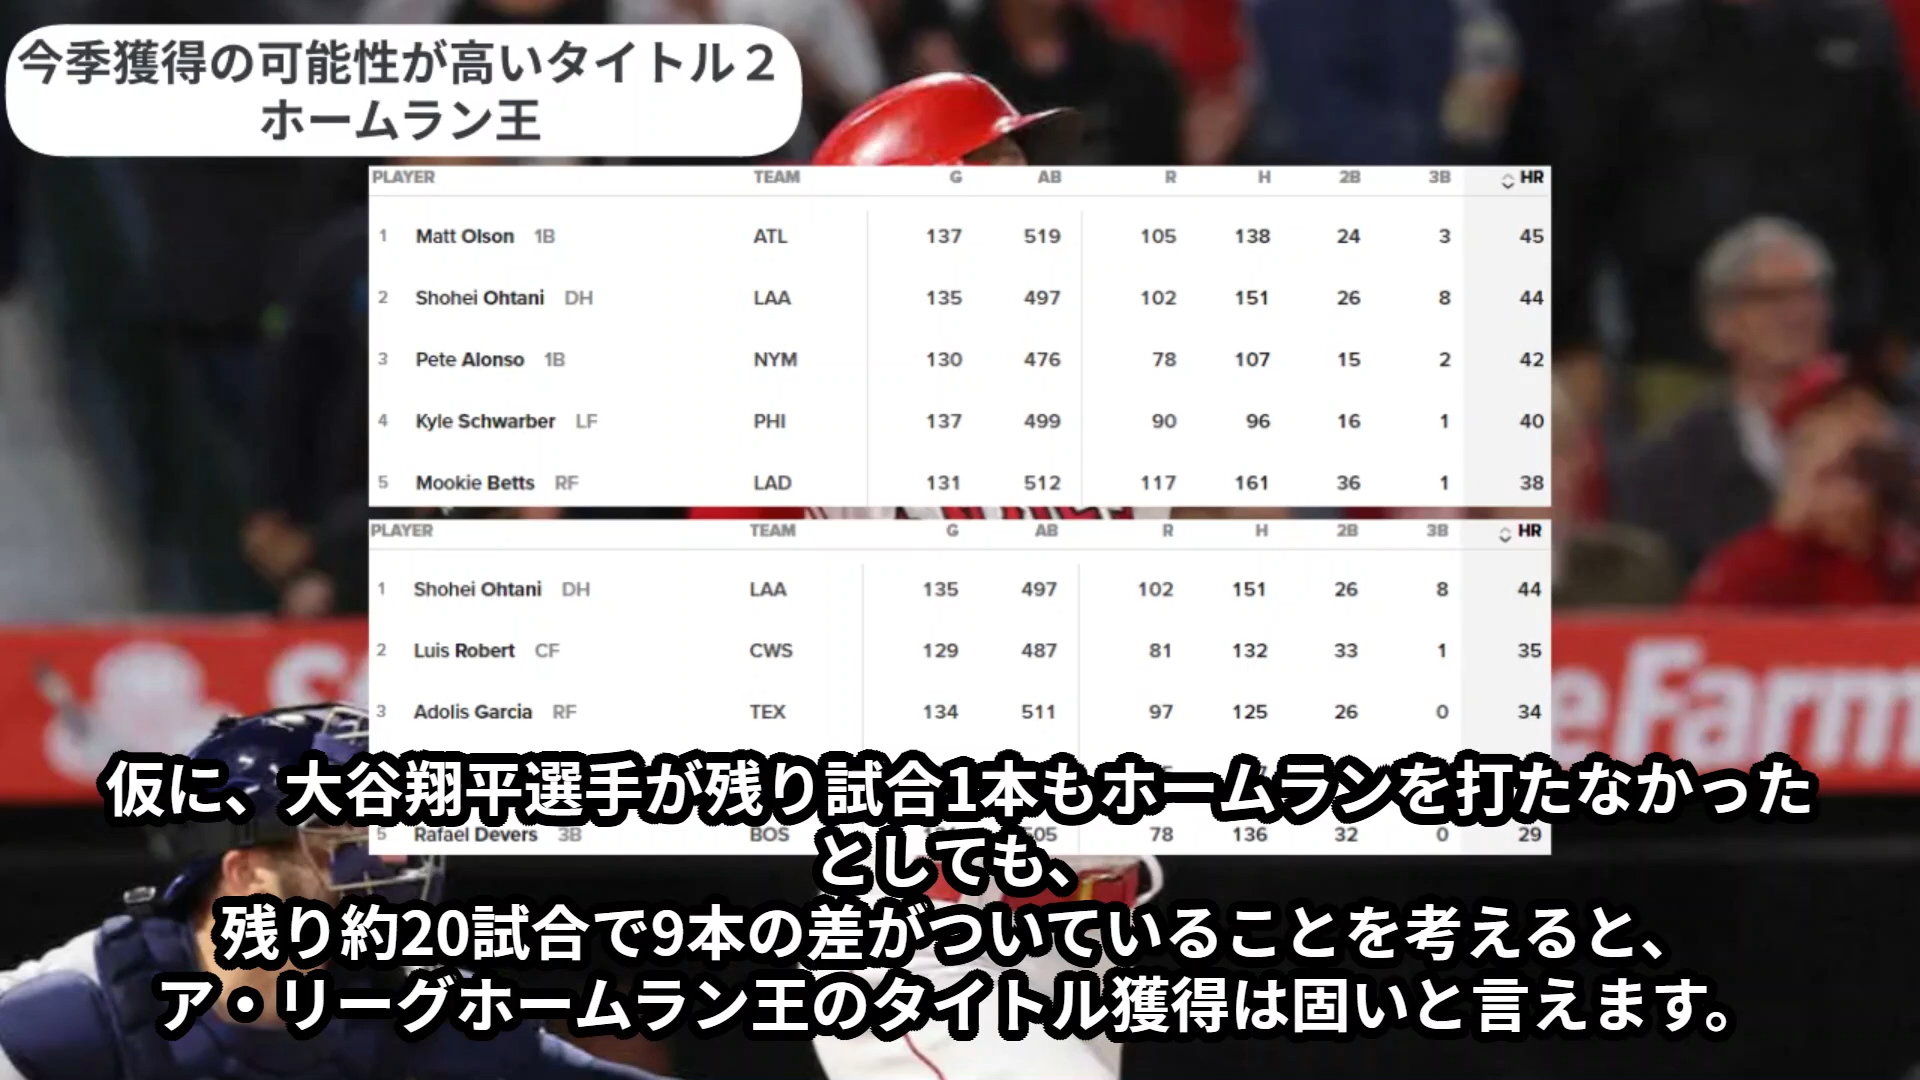 今季獲得の可能性が高いタイトル２
ホームラン王
PLAYER TEAM G AB R H 2B 3B HR
1 Matt Olson 1B ATL 137 519 105 138 24 3 45
2 Shohei Ohtani DH LAA 135 497 102 151 26 8 44
3 Pete Alonso 1B NYM 130 476 78 107 15 2 42
4 Kyle Schwarber LF PHI 137 499 90 96 16 1 40
5 Mookie Betts RF LAD 131 512 117 161 36 1 38
PLAYER TEAM G AB R H 2B 3B HR
1 Shohei Ohtani DH LAA 135 497 102 151 26 8 44
2 Luis Robert CF CWS 129 487 81 132 33 1 35
3 Adolis Garcia RF TEX 134 511 97 125 26 0 34
eFarm
仮に、大谷翔平選手が残り試合1本もホームランを打たなかった
5 Rafael Devers 3B BOS 78 136 32 0 29
としても、
残り約20試合で9本の差がついていることを考えると、
ア・リーグホームラン王のタイトル獲得は固いと言えます。